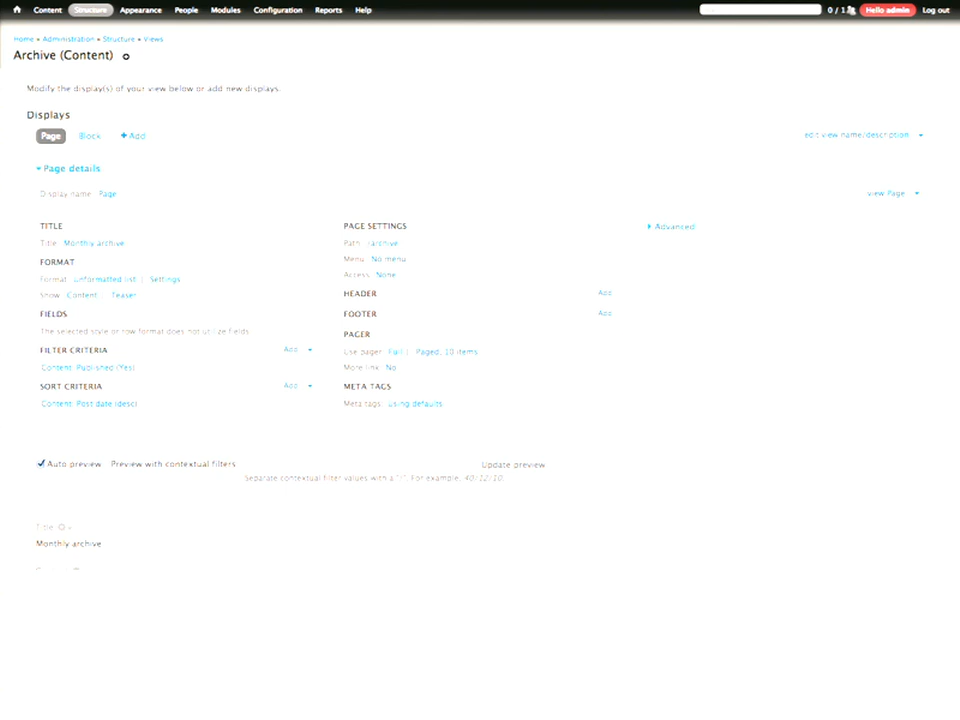 Content Structure Appearance People Modules Configuration Reports Help 0 / 1 Hello admin Log out
Home » Administration » Structure » Views
Archive (Content)
Modify the display(s) of your view below or add new displays.
Displays
Page Block Add edit view name/description
Page details
Display name: Page view Page
TITLE
Title: Monthly archive
FORMAT
Format: Unformatted list | Settings
Show: Content Teaser
FIELDS
The selected style or row format does not utilize fields
FILTER CRITERIA Add
Content: Published (Yes)
SORT CRITERIA Add
Content: Post date (desc)
PAGE SETTINGS
Path: /archive
Menu: No menu
Access: None
HEADER Add
FOOTER Add
PAGER
Use pager: Full | Paged, 10 items
More link: No
META TAGS
Meta tags: Using defaults
Advanced
Auto preview Preview with contextual filters Update preview
Separate contextual filter values with a "/". For example, 40/12/10.
Title
Monthly archive